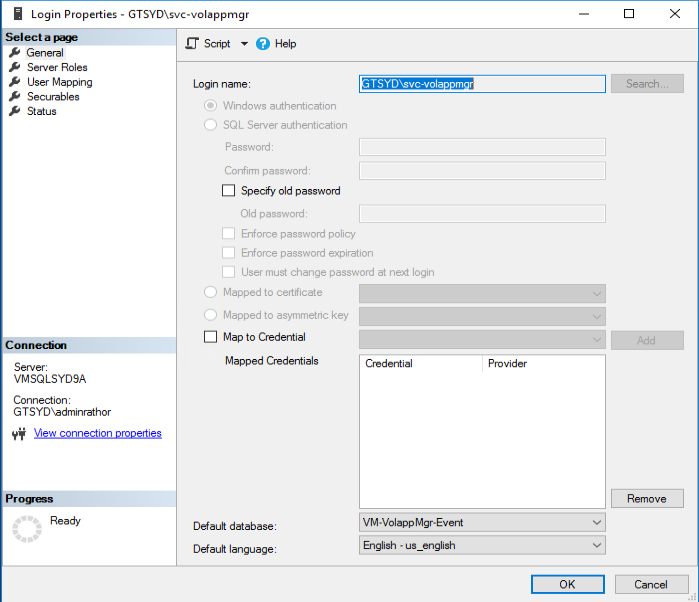 Login Properties - GTSYD\svc-volappmgr
Select a page
General
Server Roles
User Mapping
Securables
Status
Script
Help
Login name:
GTSYD\svc-volappmgr
Search...
Windows authentication
SQL Server authentication
Password:
Confirm password:
Specify old password
Old password:
Enforce password policy
Enforce password expiration
User must change password at next login
Mapped to certificate
Mapped to asymmetric key
Map to Credential
Add
Mapped Credentials
Credential Provider
Remove
Default database:
VM-VolappMgr-Event
Default language:
English - us_english
Connection
Server:
VMSQLSYD9A
Connection:
GTSYD\adminrathor
View connection properties
Progress
Ready
OK
Cancel